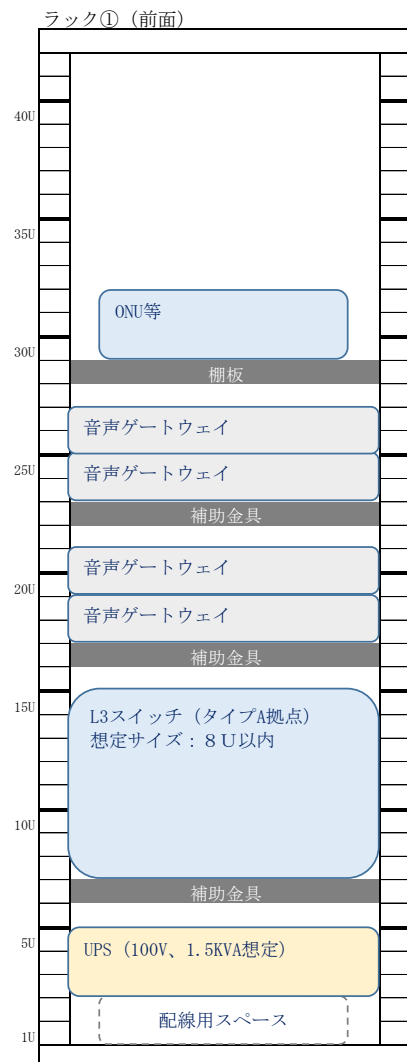 ラック①（前面）
40U
35U
ONU等
30U
棚板
音声ゲートウェイ
25U
音声ゲートウェイ
補助金具
音声ゲートウェイ
20U
音声ゲートウェイ
補助金具
15U
L3スイッチ（タイプA拠点）
想定サイズ：８Ｕ以内
10U
補助金具
5U
UPS（100V、1.5KVA想定）
配線用スペース
1U